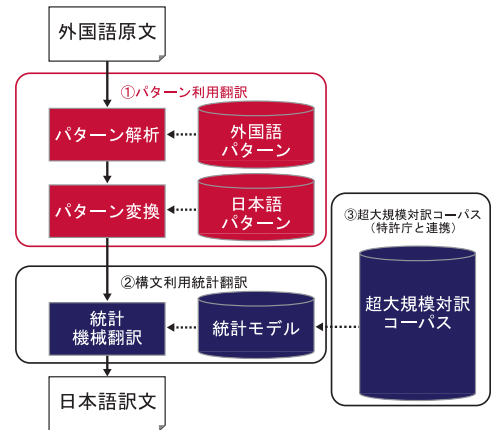 外国語原文
①パターン利用翻訳
パターン解析
外国語
パターン
パターン変換
日本語
パターン
③超大規模対訳コーパス
（特許庁と連携）
②構文利用統計翻訳
統計
機械翻訳
統計モデル
超大規模対訳
コーパス
日本語訳文